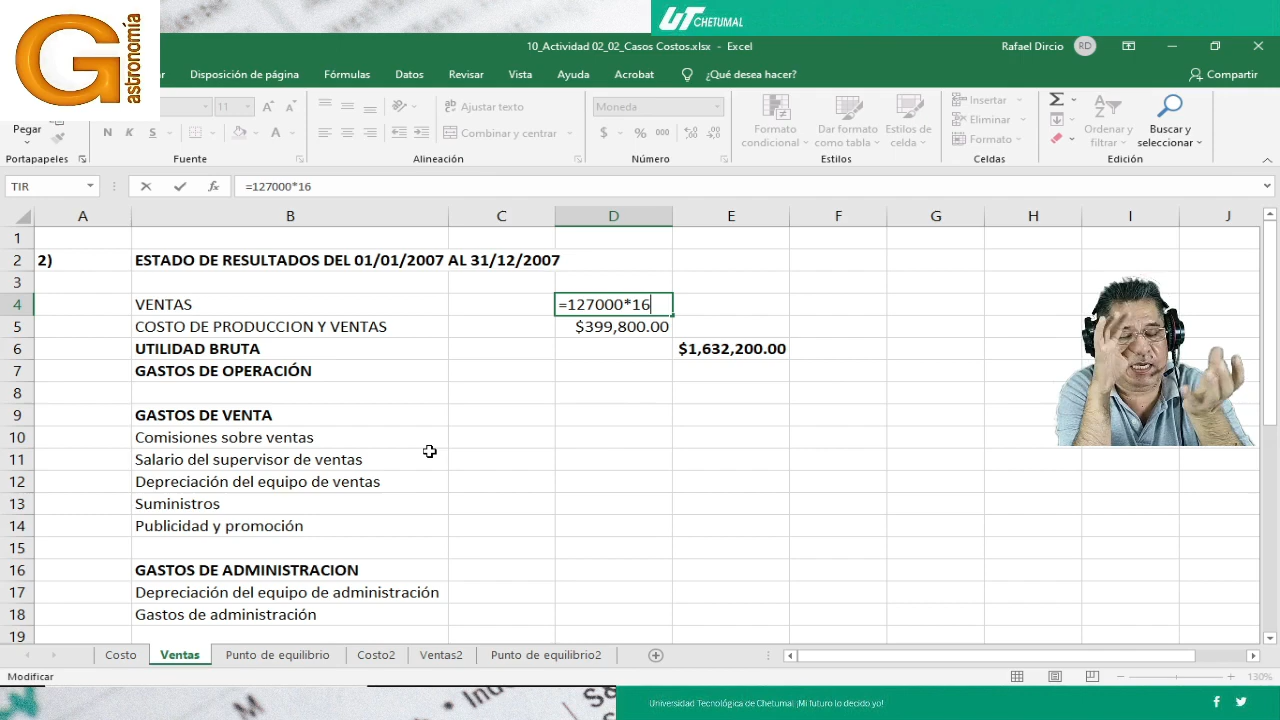 G astronomía
UT CHETUMAL
10_Actividad 02_02_Casos Costos.xlsx - Excel
Rafael Dircio RD
Disposición de página Fórmulas Datos Revisar Vista Ayuda Acrobat ¿Qué desea hacer? Compartir
Pegar
11 A A
N K S A
Ajustar texto
Combinar y centrar
Moneda
$ % 000
Formato condicional
Dar formato como tabla
Estilos de celda
Insertar
Eliminar
Formato
Ordenar y filtrar
Buscar y seleccionar
Portapapeles Fuente Alineación Número Estilos Celdas Edición
TIR fx =127000*16
A B C D E F G H I J
1
2 2) ESTADO DE RESULTADOS DEL 01/01/2007 AL 31/12/2007
3
4 VENTAS =127000*16
5 COSTO DE PRODUCCION Y VENTAS $399,800.00
6 UTILIDAD BRUTA $1,632,200.00
7 GASTOS DE OPERACIÓN
8
9 GASTOS DE VENTA
10 Comisiones sobre ventas
11 Salario del supervisor de ventas
12 Depreciación del equipo de ventas
13 Suministros
14 Publicidad y promoción
15
16 GASTOS DE ADMINISTRACION
17 Depreciación del equipo de administración
18 Gastos de administración
19
Costo Ventas Punto de equilibrio Costo2 Ventas2 Punto de equilibrio2
Modificar 130%
Universidad Tecnológica de Chetumal ¡Mi futuro lo decido yo!